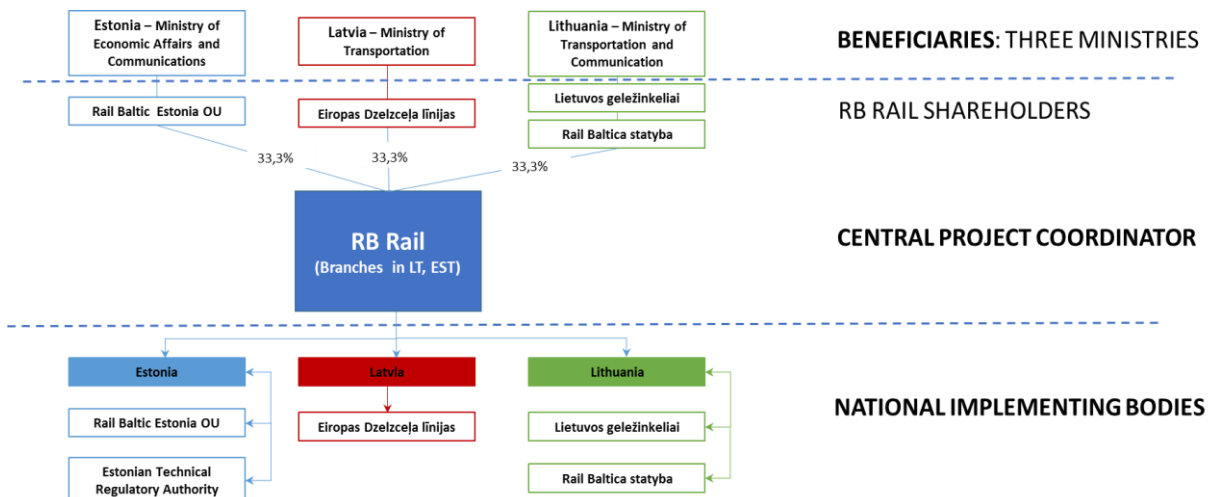 Estonia – Ministry of
Economic Affairs and
Communications
Latvia – Ministry of
Transportation
Lithuania – Ministry of
Transportation and
Communication
BENEFICIARIES: THREE MINISTRIES
Rail Baltic Estonia OU
Eiropas Dzelzceļa līnijas
Lietuvos geležinkeliai
Rail Baltica statyba
RB RAIL SHAREHOLDERS
33,3%
33,3%
33,3%
RB Rail
(Branches in LT, EST)
CENTRAL PROJECT COORDINATOR
Estonia
Latvia
Lithuania
Rail Baltic Estonia OU
Eiropas Dzelzceļa līnijas
Lietuvos geležinkeliai
NATIONAL IMPLEMENTING BODIES
Estonian Technical
Regulatory Authority
Rail Baltica statyba